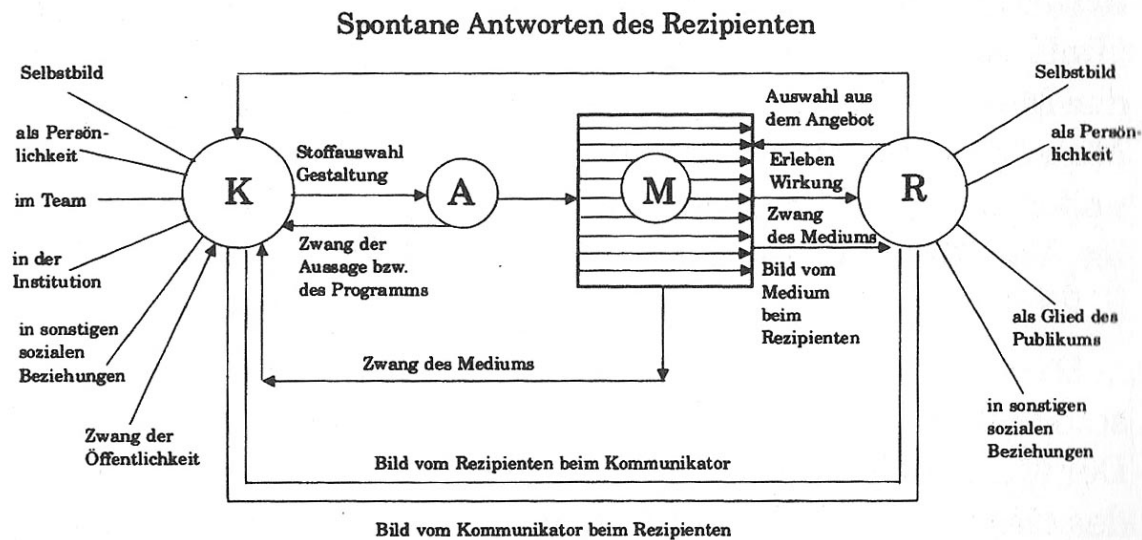 Spontane Antworten des Rezipienten
Selbstbild
als Persön-
lichkeit
im Team
in der
Institution
in sonstigen
sozialen
Beziehungen
Zwang der
Öffentlichkeit
K
Stoffauswahl
Gestaltung
A
Zwang der
Aussage bzw.
des Programms
M
Zwang des Mediums
Auswahl aus
dem Angebot
Erleben
Wirkung
Zwang
des Mediums
Bild vom
Medium
beim
Rezipienten
R
Selbstbild
als Persön-
lichkeit
als Glied des
Publikums
in sonstigen
sozialen
Beziehungen
Bild vom Rezipienten beim Kommunikator
Bild vom Kommunikator beim Rezipienten